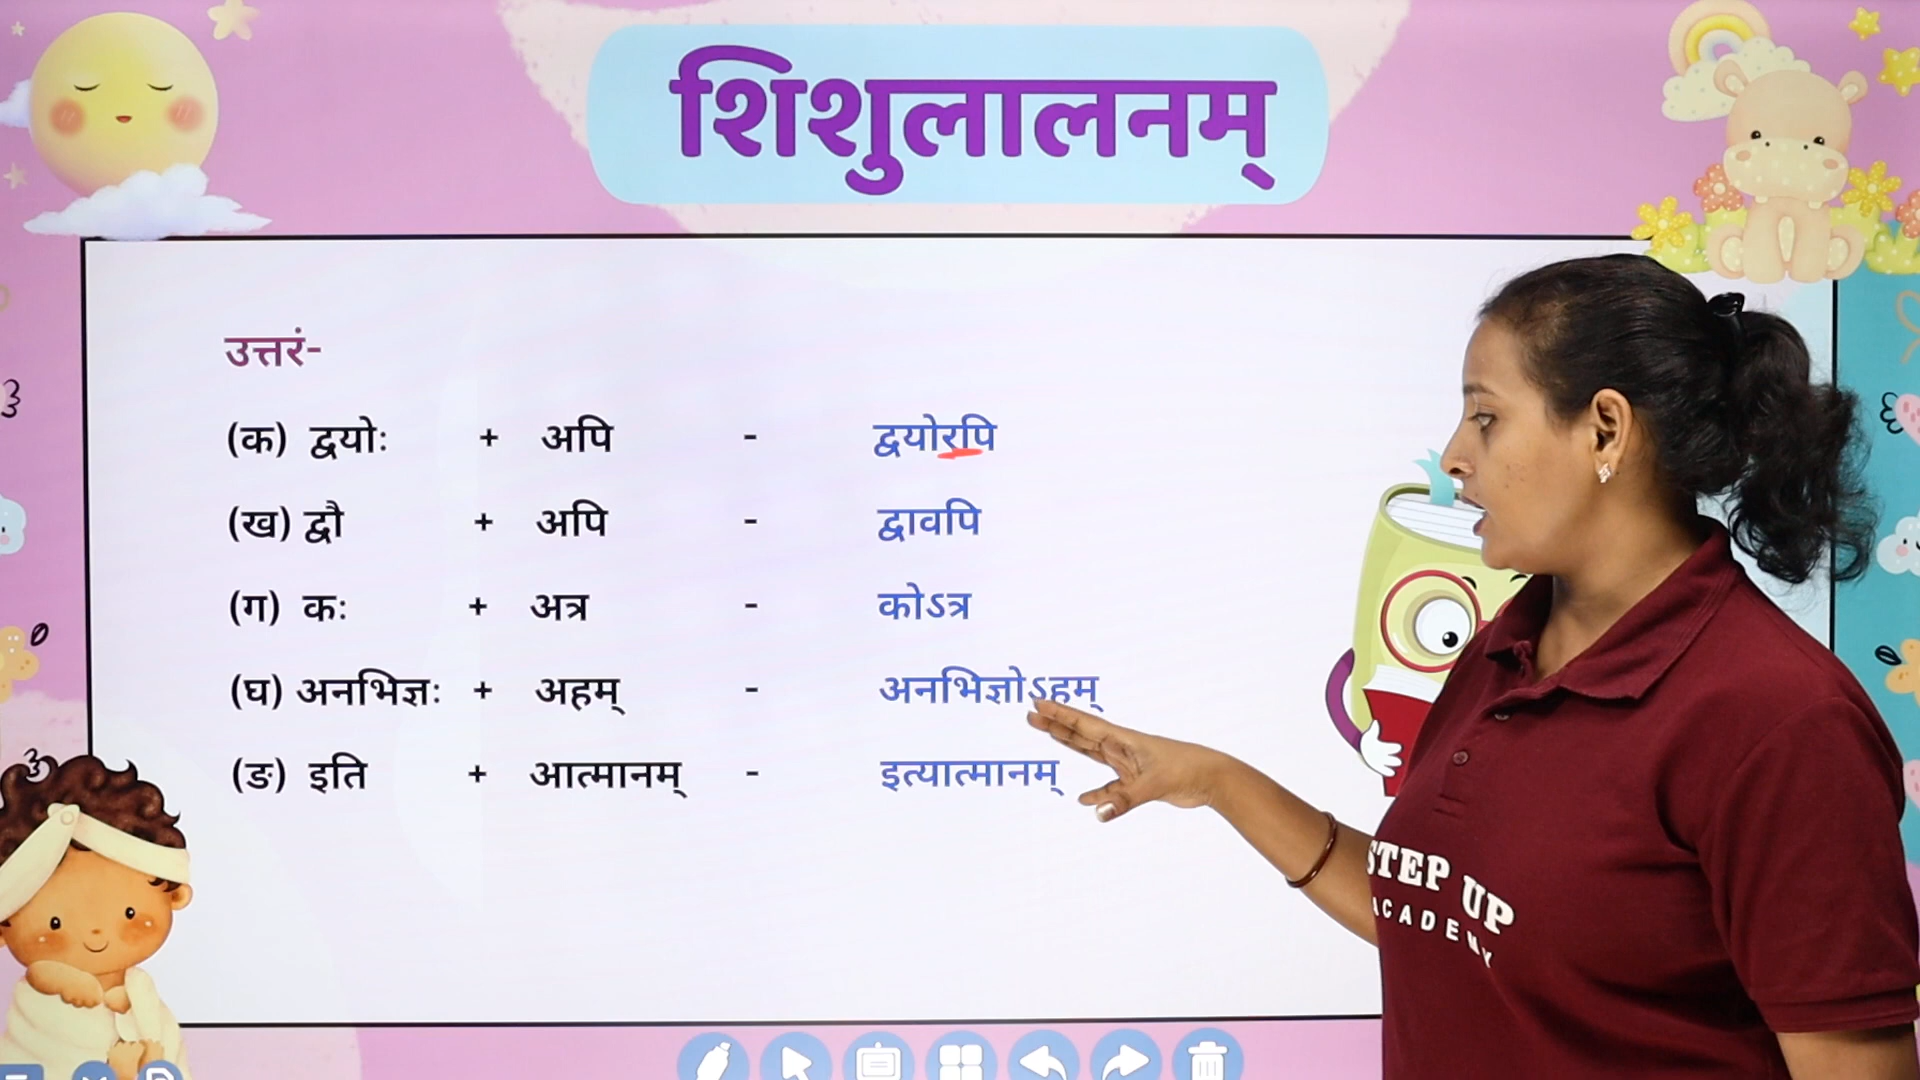 शिशुलालनम्
उत्तरं-
(क) द्वयोः + अपि - द्वयोरपि
(ख) द्वौ + अपि - द्वावपि
(ग) कः + अत्र - कोऽत्र
(घ) अनभिज्ञः + अहम् - अनभिज्ञोऽहम्
(ङ) इति + आत्मानम् - इत्यात्मानम्
STEP UP
ACADEMY